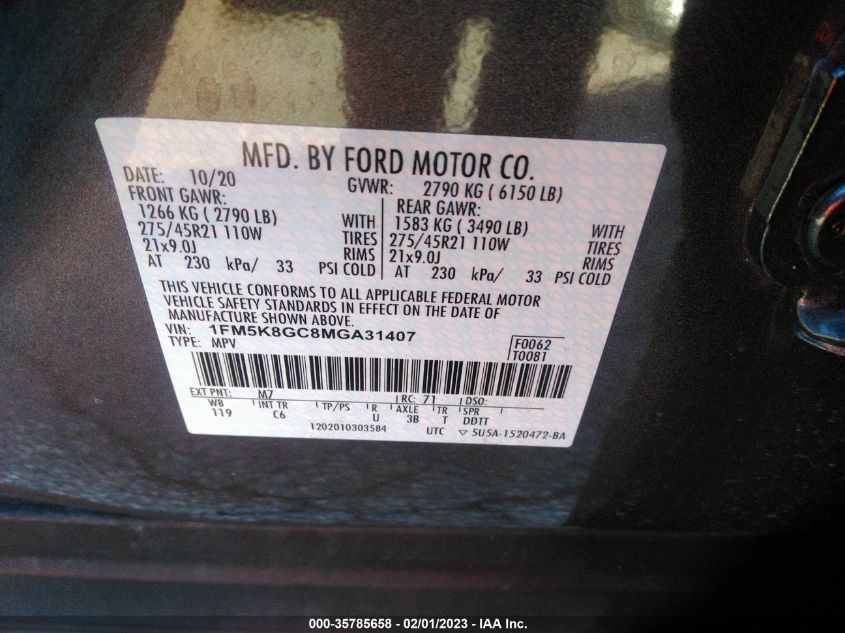 MFD. BY FORD MOTOR CO.
DATE: 10/20 GVWR: 2790 KG ( 6150 LB)
FRONT GAWR: REAR GAWR:
1266 KG ( 2790 LB) WITH 1583 KG ( 3490 LB) WITH
275/45R21 110W TIRES 275/45R21 110W TIRES
21x9.0J RIMS 21x9.0J RIMS
AT 230 kPa/ 33 PSI COLD AT 230 kPa/ 33 PSI COLD
THIS VEHICLE CONFORMS TO ALL APPLICABLE FEDERAL MOTOR
VEHICLE SAFETY STANDARDS IN EFFECT ON THE DATE OF
MANUFACTURE SHOWN ABOVE.
VIN: 1FM5K8GC8MGA31407 F0062
TYPE: MPV T0081
EXT PNT: M7 RC: 71 DSO:
WB INT TR TP/PS R AXLE TR SPR
119 C6 U 3B T DDTT
1202010303584 UTC ▽ 5U5A-1520472-BA
000-35785658 - 02/01/2023 - IAA Inc.